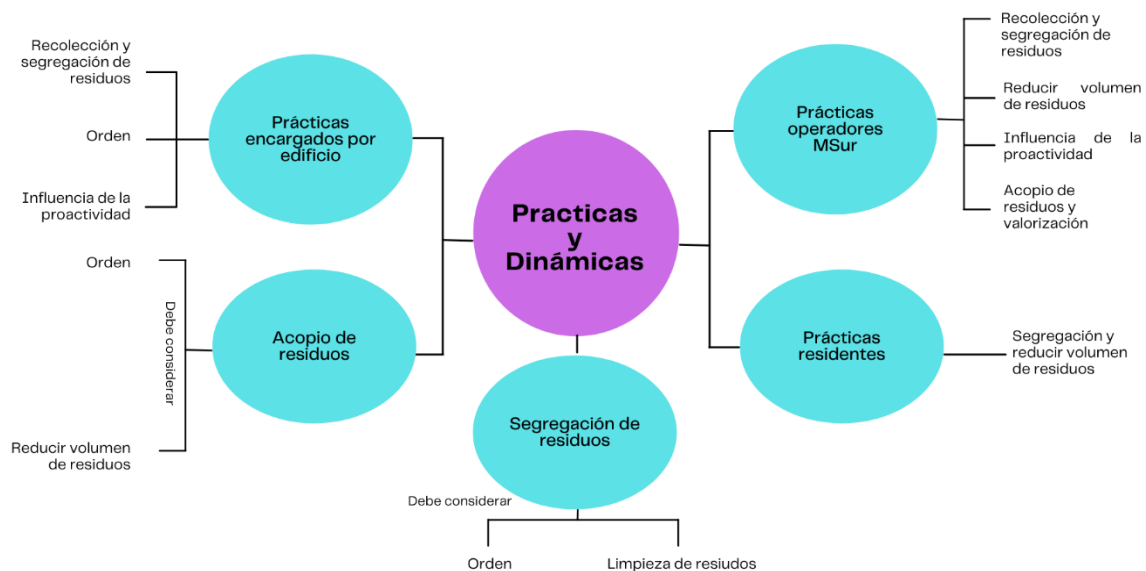 Recolección y
segregación de
residuos
Orden
Influencia de la
proactividad
Prácticas
encargados por
edificio
Orden
Debe considerar
Reducir volumen
de residuos
Acopio de
residuos
Practicas
y
Dinámicas
Segregación de
residuos
Debe considerar
Orden
Limpieza de resiudos
Prácticas
operadores
MSur
Recolección y
segregación de
residuos
Reducir volumen
de residuos
Influencia de la
proactividad
Acopio de
residuos y
valorización
Prácticas
residentes
Segregación y
reducir volumen
de residuos